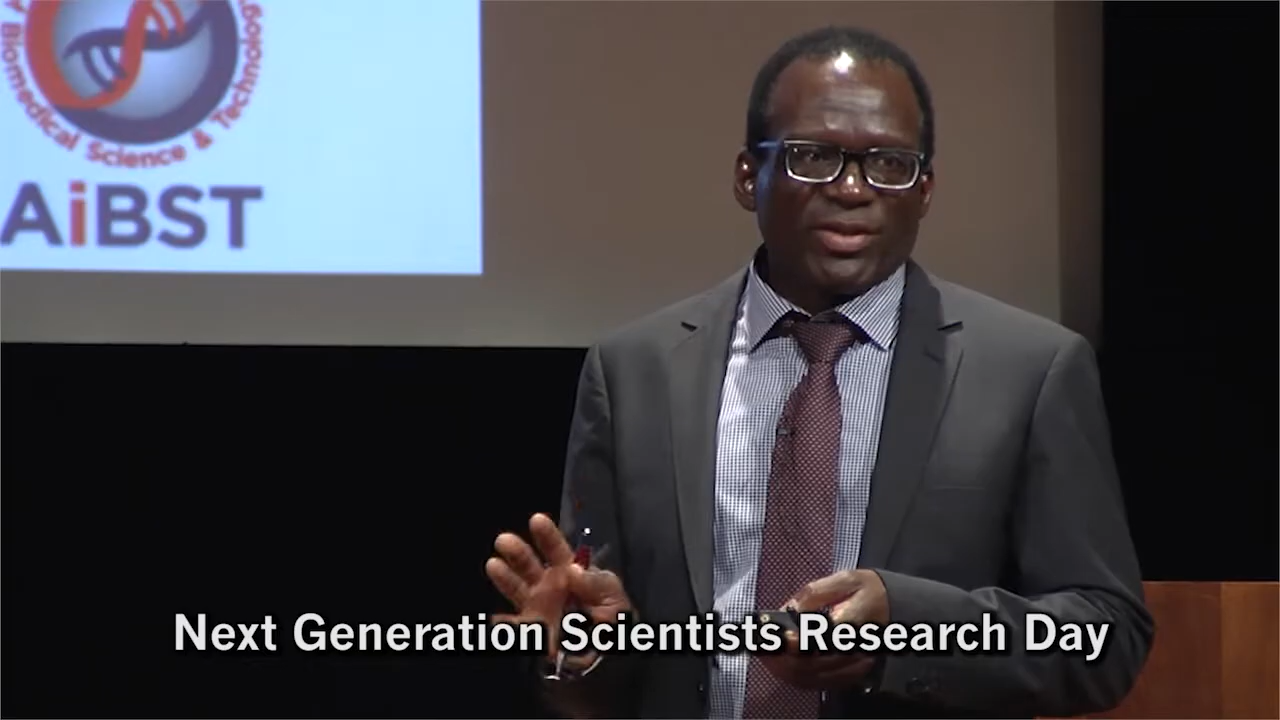 Biomedical Science & Technology
AiBST
Next Generation Scientists Research Day